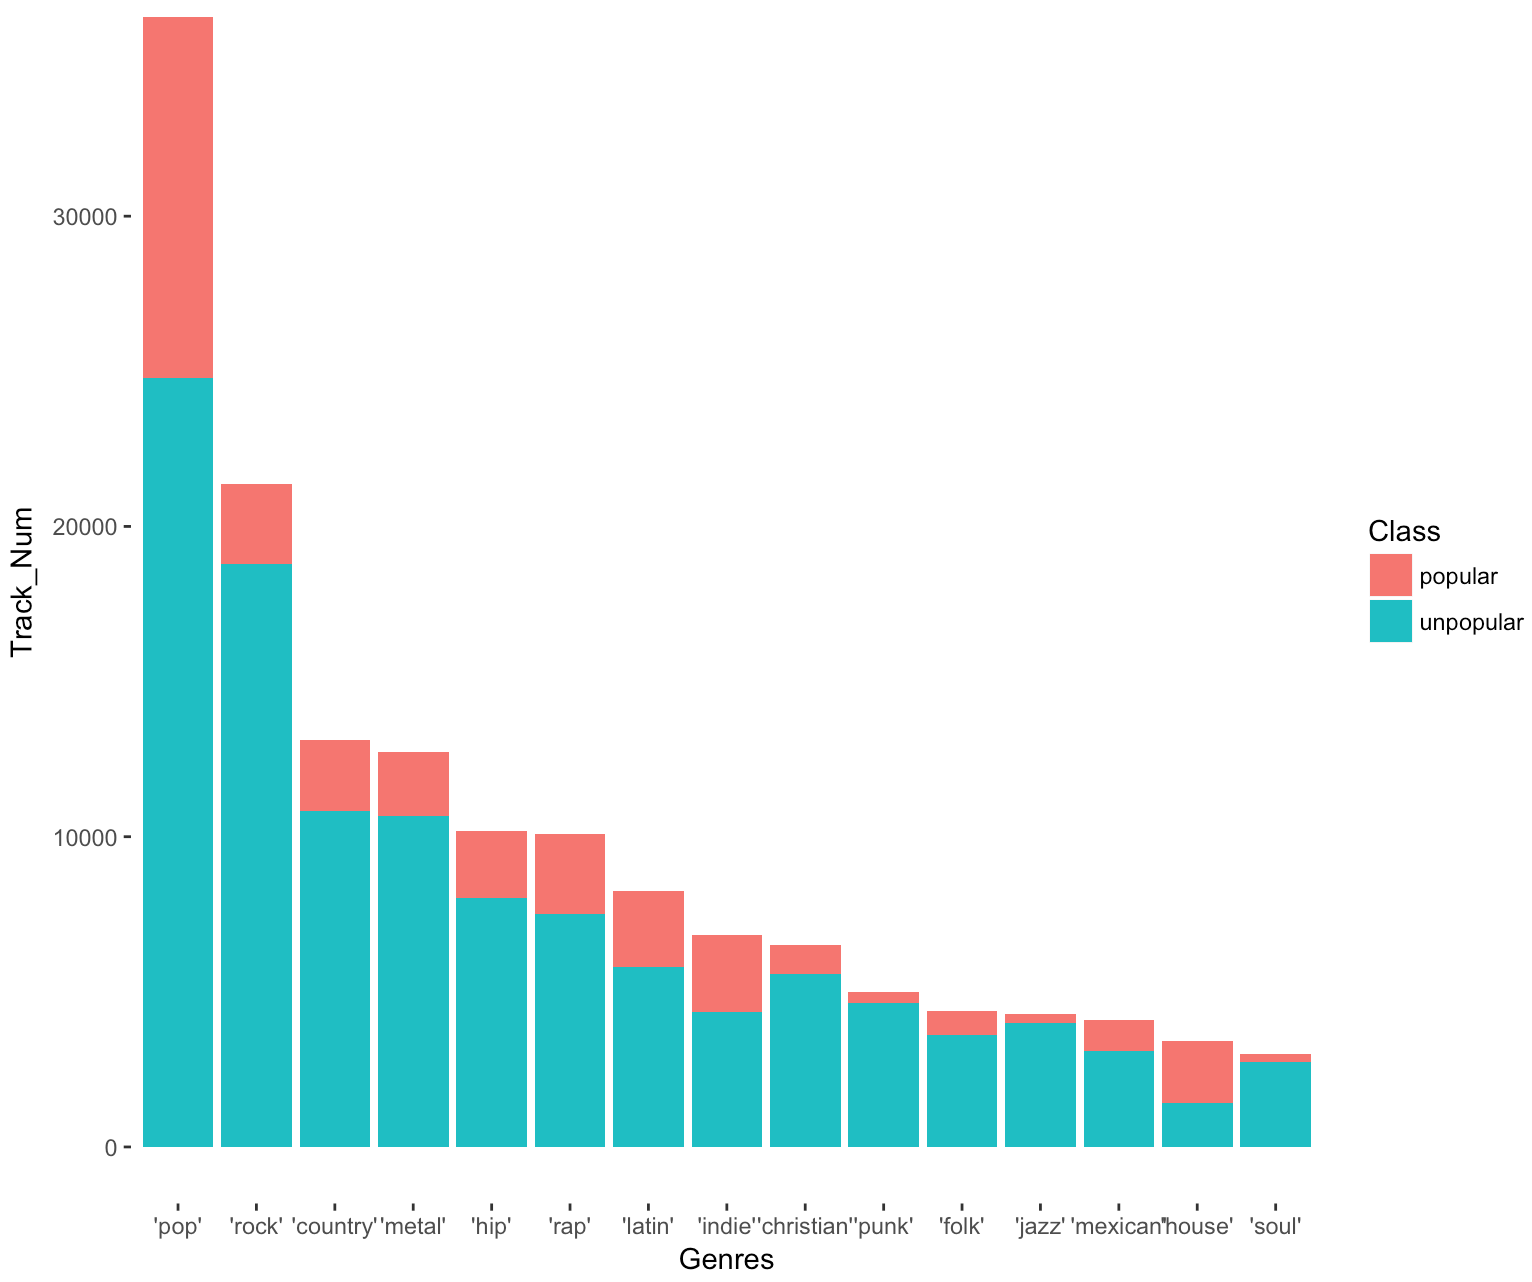 30000
20000
10000
0
Track_Num
'pop' 'rock' 'country' 'metal' 'hip' 'rap' 'latin' 'indie' 'christian' 'punk' 'folk' 'jazz' 'mexican' 'house' 'soul'
Genres
Class
popular
unpopular